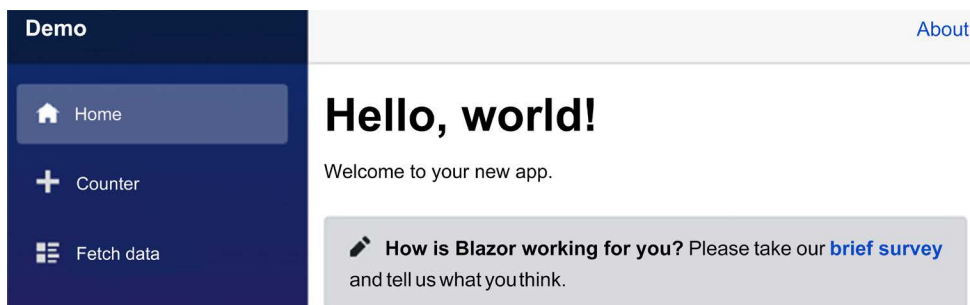 Demo
About
Home
Counter
Fetch data
Hello, world!
Welcome to your new app.
How is Blazor working for you? Please take our brief survey
and tell us what you think.